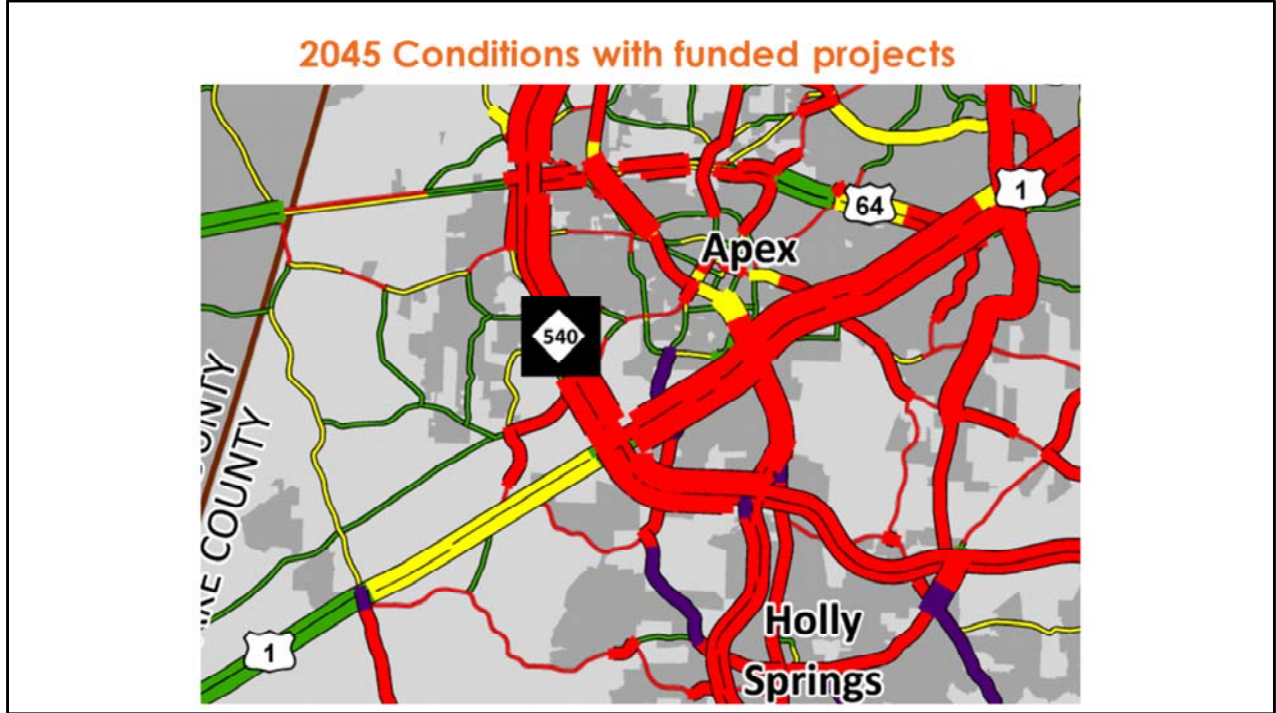 2045 Conditions with funded projects
64
1
Apex
540
COUNTY
Holly
Springs
1